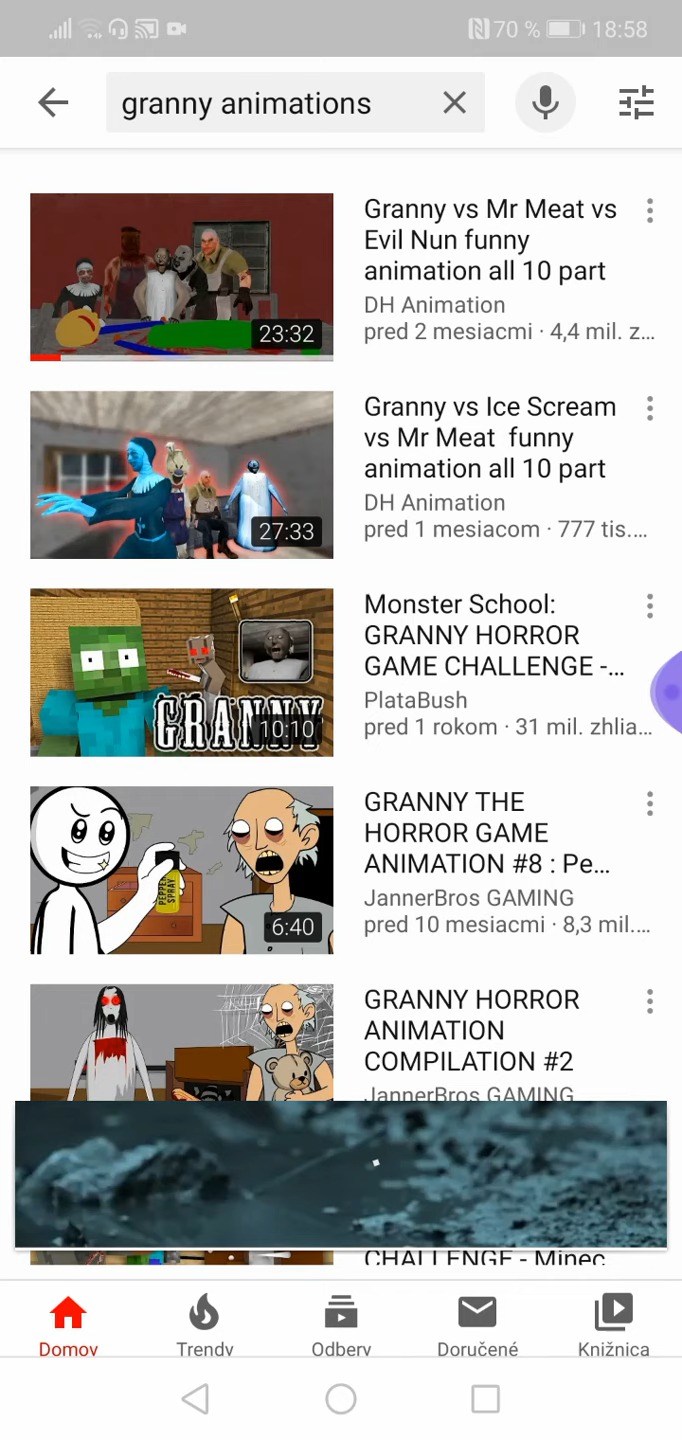 70 % 18:58
granny animations
Granny vs Mr Meat vs
Evil Nun funny
animation all 10 part
DH Animation
pred 2 mesiacmi · 4,4 mil. z...
23:32
Granny vs Ice Scream
vs Mr Meat funny
animation all 10 part
DH Animation
pred 1 mesiacom · 777 tis....
27:33
Monster School:
GRANNY HORROR
GAME CHALLENGE -...
PlataBush
pred 1 rokom · 31 mil. zhlia...
GRANNY
10:10
GRANNY THE
HORROR GAME
ANIMATION #8 : Pe...
JannerBros GAMING
pred 10 mesiacmi · 8,3 mil....
PEPPER
SPRAY
6:40
GRANNY HORROR
ANIMATION
COMPILATION #2
JannerBros GAMING
CHALLENGE - Minec
Domov
Trendy
Odbery
Doručené
Knižnica